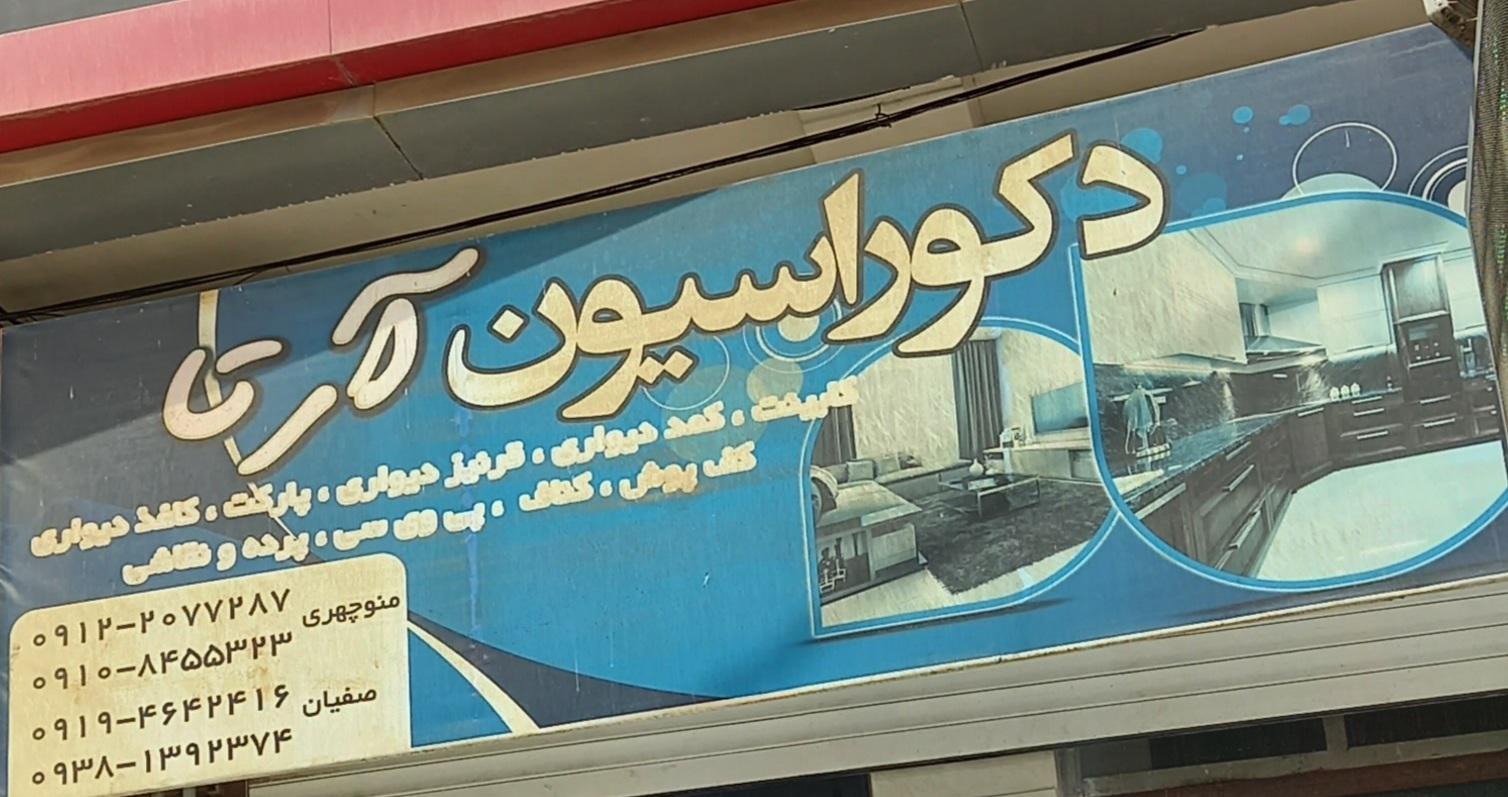 دکوراسیون آرتا
کابینت ، کمد دیواری ، قرنیز دیواری ، پارکت ، کاغذ دیواری
کف پوش ، کناف ، پی وی سی ، پرده و نقاشی
منوچهری ۰۹۱۲-۲۰۷۷۲۸۷
۰۹۱۰-۸۴۵۵۳۲۳
صفیان ۰۹۱۹-۴۶۴۲۴۱۶
۰۹۳۸-۱۳۹۲۳۷۴